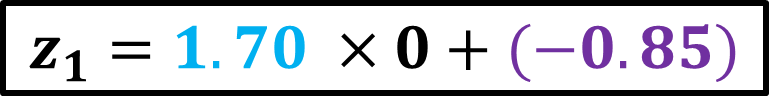 z₁ = 1.70 × 0 + (−0.85)